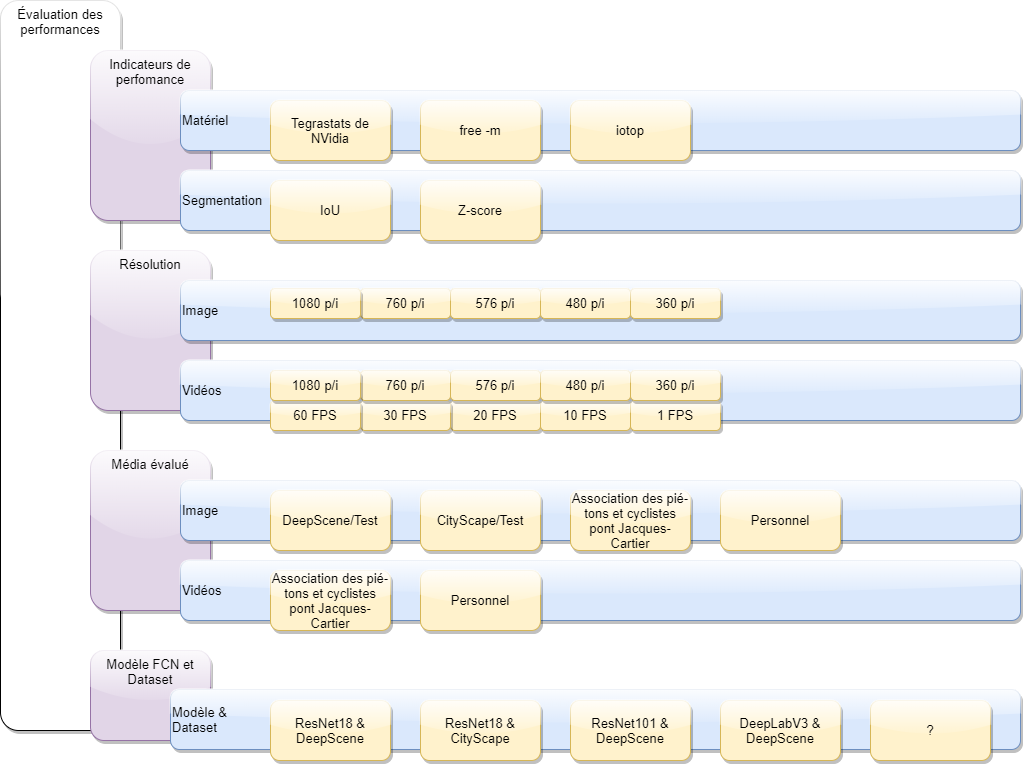 Évaluation des
performances
Indicateurs de
perfomance
Matériel
Tegrastats de
NVidia
free -m
iotop
Segmentation
IoU
Z-score
Résolution
Image
1080 p/i
760 p/i
576 p/i
480 p/i
360 p/i
Vidéos
1080 p/i
760 p/i
576 p/i
480 p/i
360 p/i
60 FPS
30 FPS
20 FPS
10 FPS
1 FPS
Média évalué
Image
DeepScene/Test
CityScape/Test
Association des pié-
tons et cyclistes
pont Jacques-
Cartier
Personnel
Vidéos
Association des pié-
tons et cyclistes
pont Jacques-
Cartier
Personnel
Modèle FCN et
Dataset
Modèle &
Dataset
ResNet18 &
DeepScene
ResNet18 &
CityScape
ResNet101 &
DeepScene
DeepLabV3 &
DeepScene
?